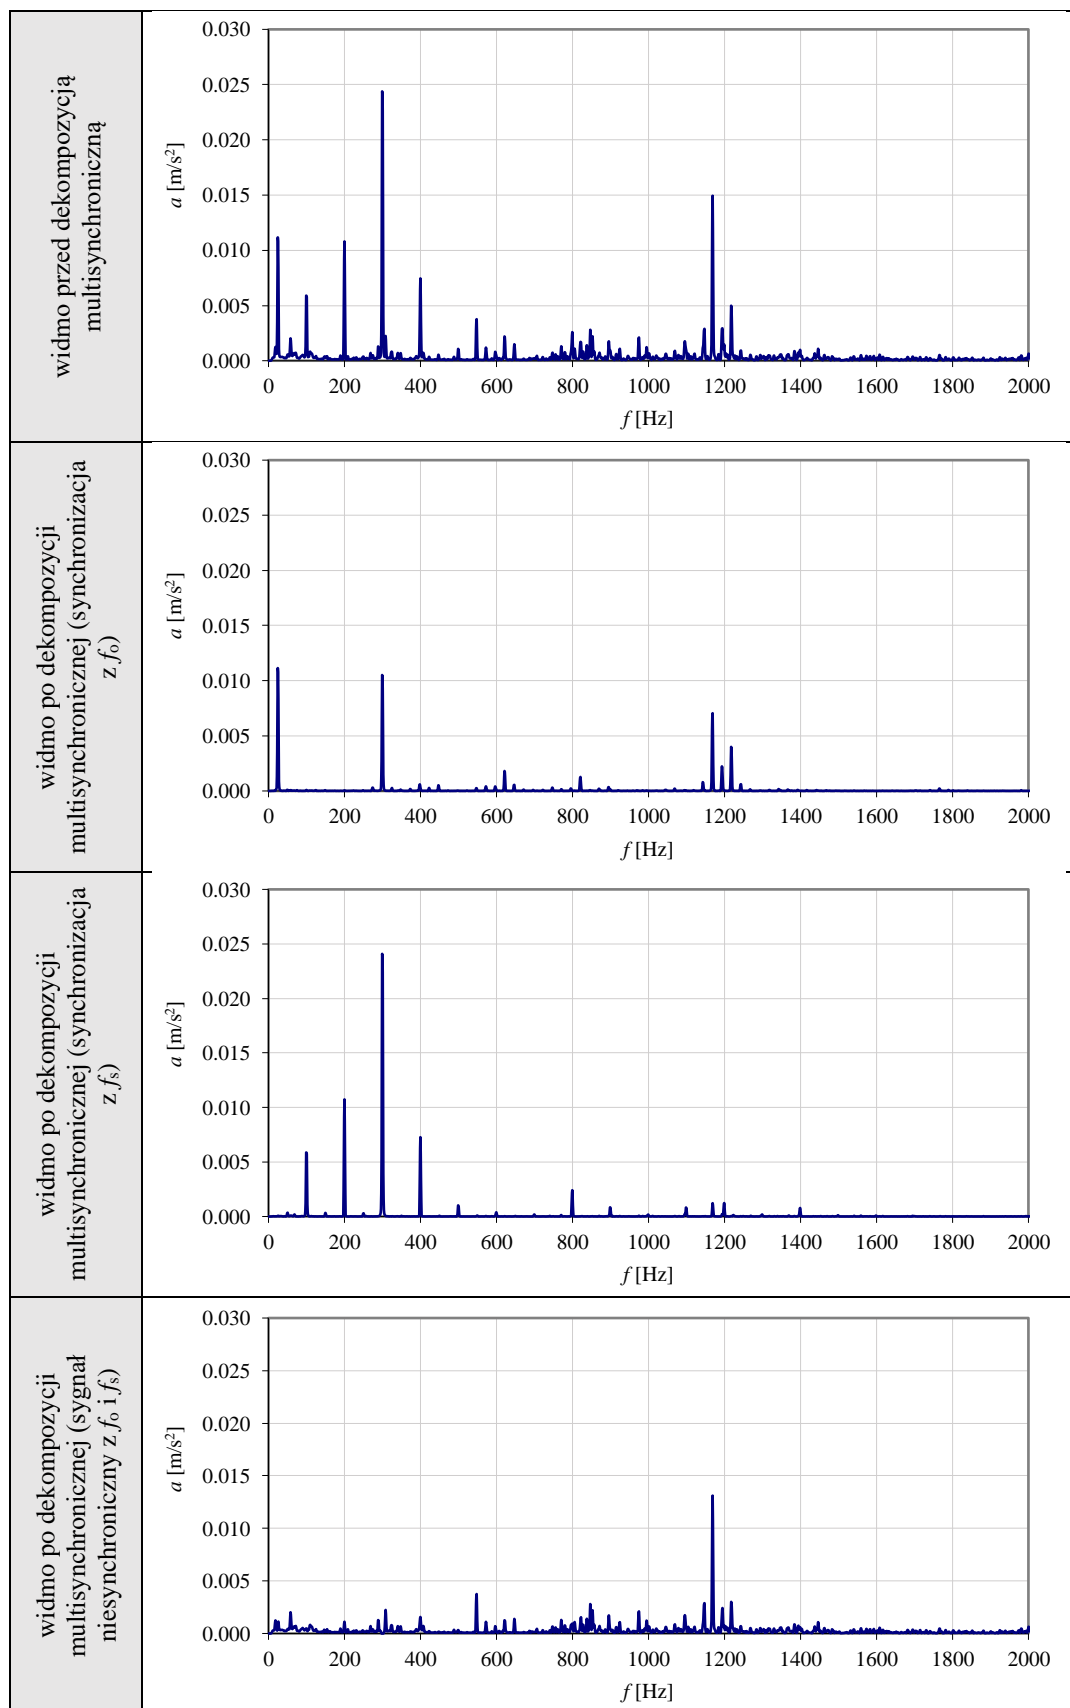 widmo przed dekompozycją
multisynchroniczną
0.030
0.025
0.020
0.015
0.010
0.005
0.000
a [m/s²]
0 200 400 600 800 1000 1200 1400 1600 1800 2000
f [Hz]
widmo po dekompozycji
multisynchronicznej (synchronizacja
z fo)
0.030
0.025
0.020
0.015
0.010
0.005
0.000
a [m/s²]
0 200 400 600 800 1000 1200 1400 1600 1800 2000
f [Hz]
widmo po dekompozycji
multisynchronicznej (synchronizacja
z fs)
0.030
0.025
0.020
0.015
0.010
0.005
0.000
a [m/s²]
0 200 400 600 800 1000 1200 1400 1600 1800 2000
f [Hz]
widmo po dekompozycji
multisynchronicznej (sygnał
niesynchroniczny z fo i fs)
0.030
0.025
0.020
0.015
0.010
0.005
0.000
a [m/s²]
0 200 400 600 800 1000 1200 1400 1600 1800 2000
f [Hz]